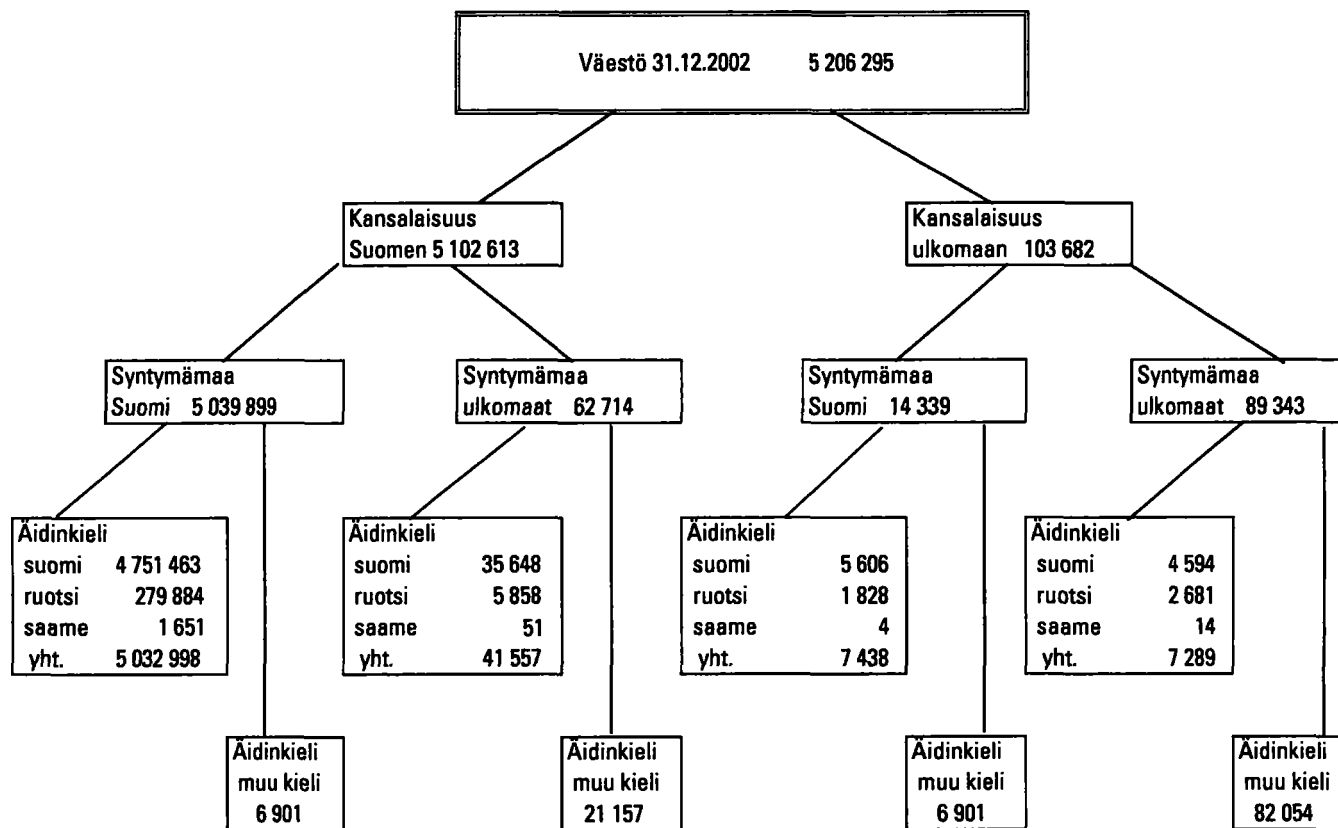 Väestö 31.12.2002 5 206 295
Kansalaisuus
Suomen 5 102 613
Kansalaisuus
ulkomaan 103 682
Syntymämaa
Suomi 5 039 899
Syntymämaa
ulkomaat 62 714
Syntymämaa
Suomi 14 339
Syntymämaa
ulkomaat 89 343
Äidinkieli
suomi 4 751 463
ruotsi 279 884
saame 1 651
yht. 5 032 998
Äidinkieli
suomi 35 648
ruotsi 5 858
saame 51
yht. 41 557
Äidinkieli
suomi 5 606
ruotsi 1 828
saame 4
yht. 7 438
Äidinkieli
suomi 4 594
ruotsi 2 681
saame 14
yht. 7 289
Äidinkieli
muu kieli
6 901
Äidinkieli
muu kieli
21 157
Äidinkieli
muu kieli
6 901
Äidinkieli
muu kieli
82 054